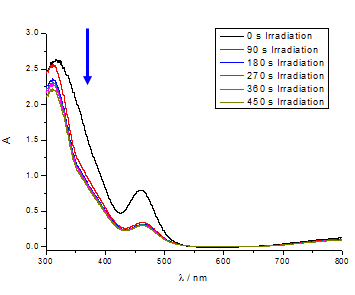 3.0
2.5
2.0
1.5
1.0
0.5
0.0
A
0 s Irradiation
90 s Irradiation
180 s Irradiation
270 s Irradiation
360 s Irradiation
450 s Irradiation
300 400 500 600 700 800
λ / nm